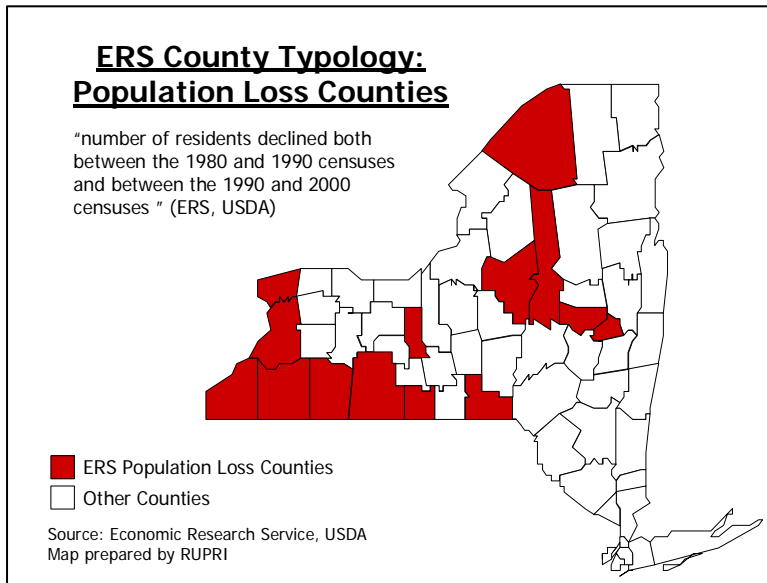 ERS County Typology:
Population Loss Counties
"number of residents declined both
between the 1980 and 1990 censuses
and between the 1990 and 2000
censuses " (ERS, USDA)
ERS Population Loss Counties
Other Counties
Source: Economic Research Service, USDA
Map prepared by RUPRI